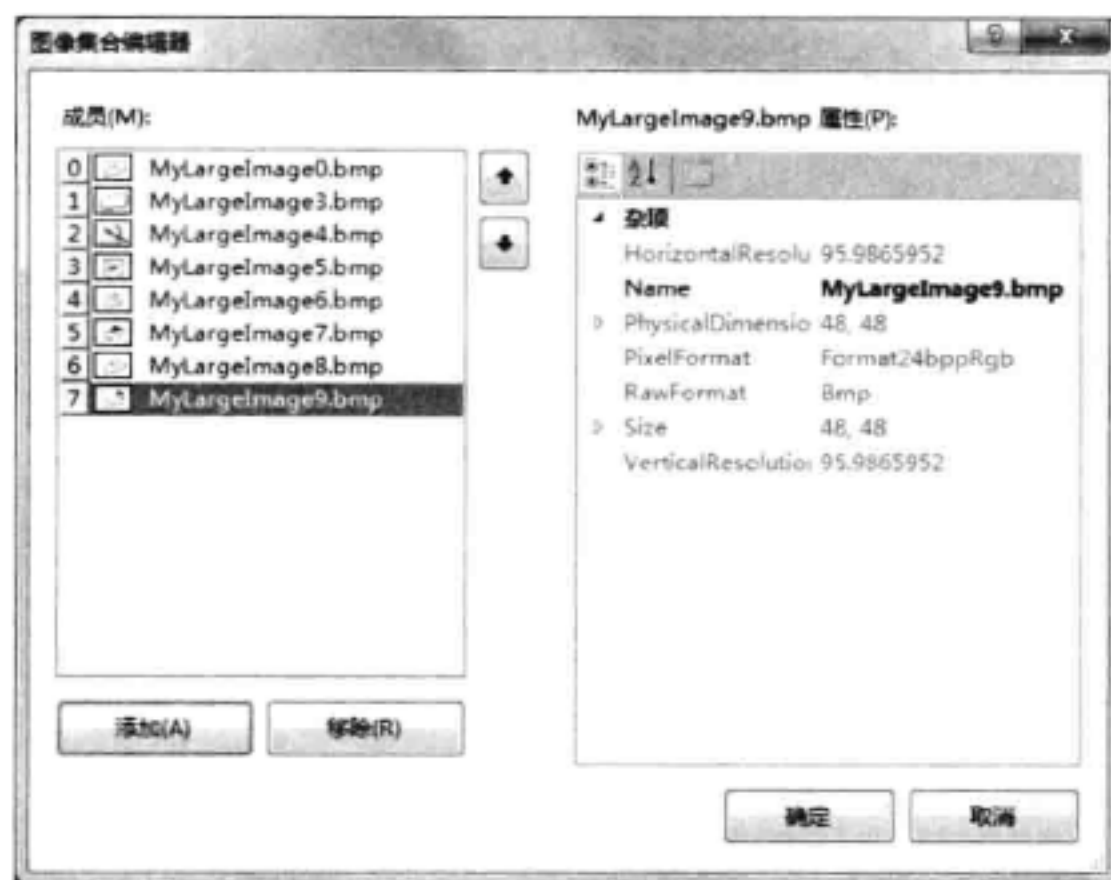 图像集合编辑器
成员(M):
0 MyLargeImage0.bmp
1 MyLargeImage3.bmp
2 MyLargeImage4.bmp
3 MyLargeImage5.bmp
4 MyLargeImage6.bmp
5 MyLargeImage7.bmp
6 MyLargeImage8.bmp
7 MyLargeImage9.bmp
添加(A)
移除(R)
MyLargeImage9.bmp 属性(P):
杂项
HorizontalResolu 95.9865952
Name MyLargeImage9.bmp
PhysicalDimensio 48, 48
PixelFormat Format24bppRgb
RawFormat Bmp
Size 48, 48
VerticalResolutio 95.9865952
确定
取消